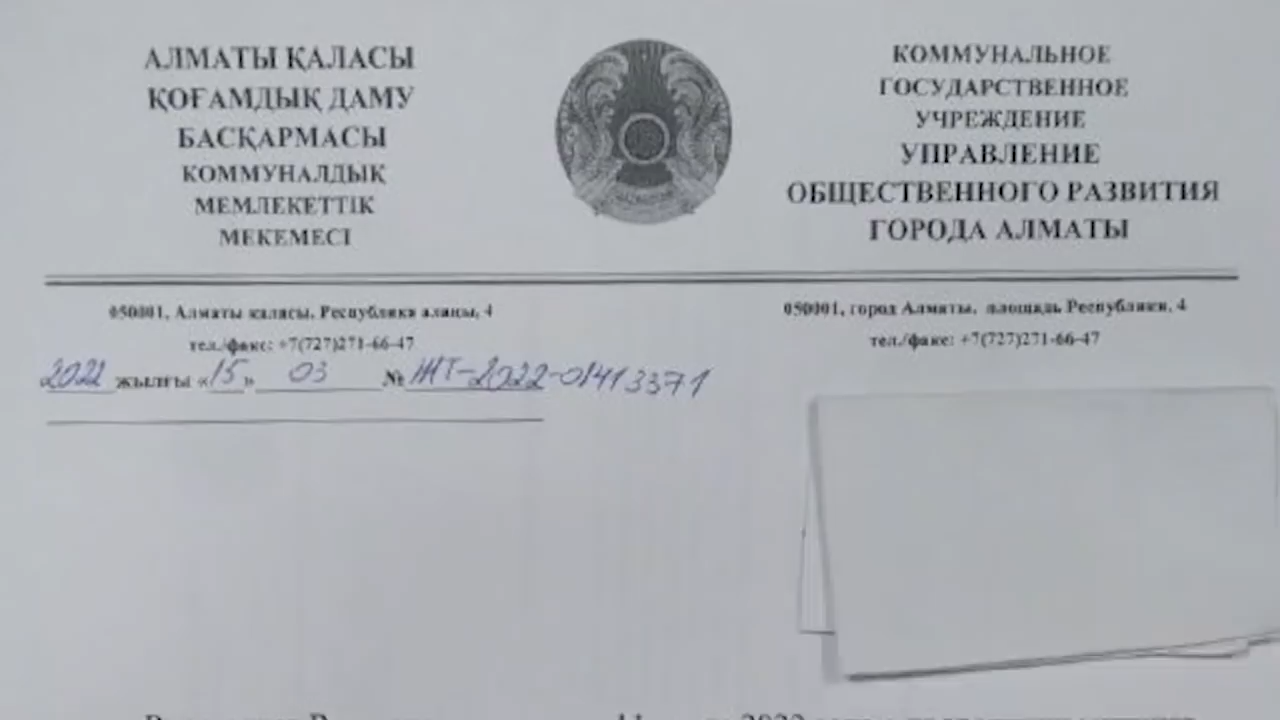 АЛМАТЫ ҚАЛАСЫ
ҚОҒАМДЫҚ ДАМУ
БАСҚАРМАСЫ
КОММУНАЛДЫҚ
МЕМЛЕКЕТТІК
МЕКЕМЕСІ
КОММУНАЛЬНОЕ
ГОСУДАРСТВЕННОЕ
УЧРЕЖДЕНИЕ
УПРАВЛЕНИЕ
ОБЩЕСТВЕННОГО РАЗВИТИЯ
ГОРОДА АЛМАТЫ
050001, Алматы қаласы, Республика алаңы, 4
тел./факс: +7(727)271-66-47
050001, город Алматы, площадь Республики, 4
тел./факс: +7(727)271-66-47
2022 жылғы «15» 03 № ЖТ-2022-01413371